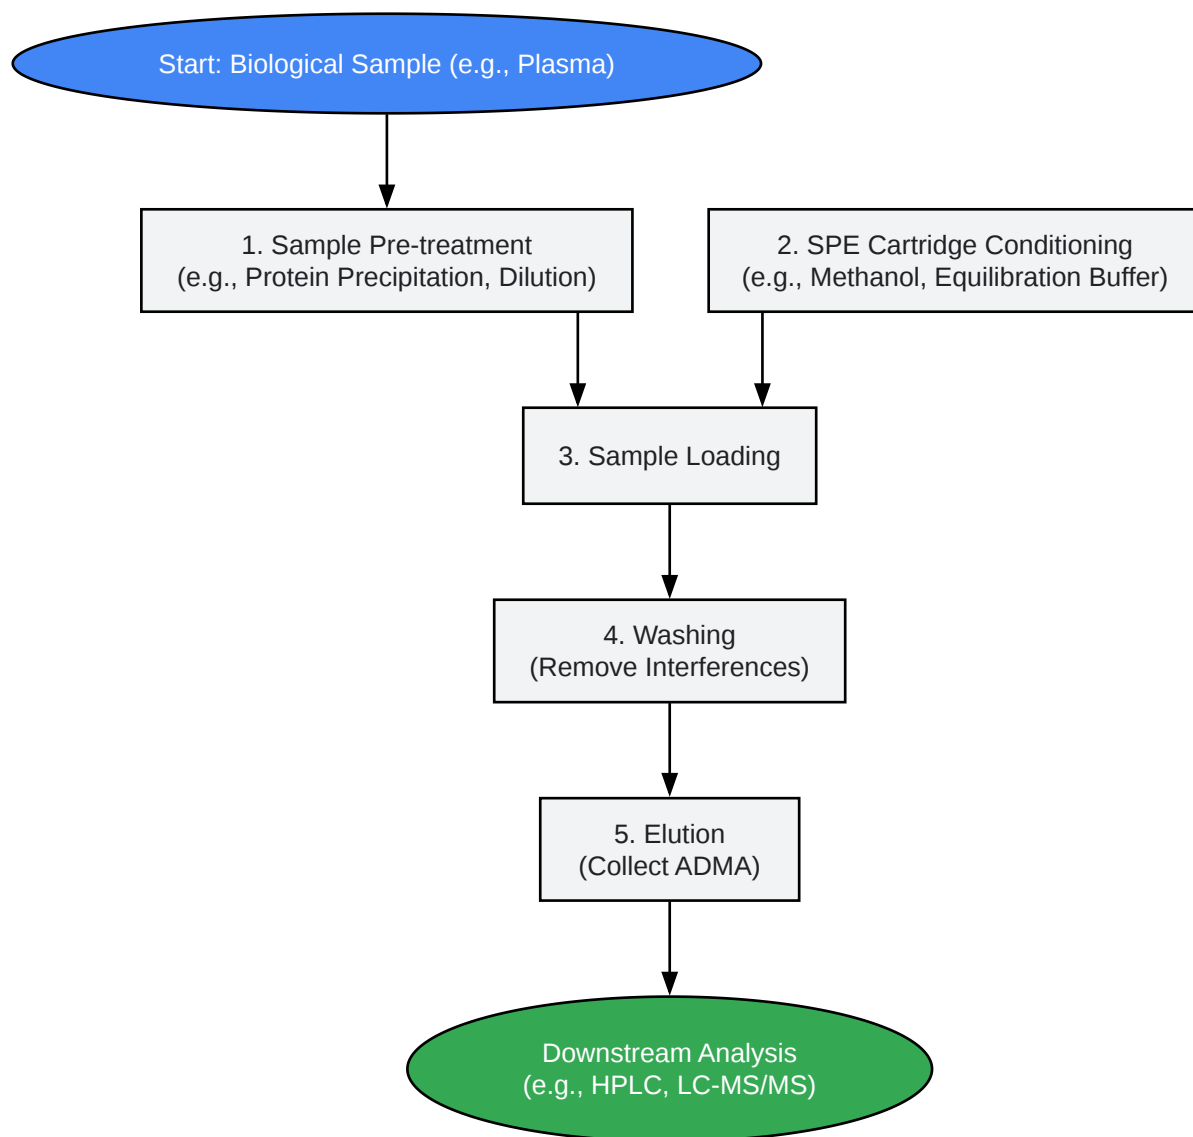 Start: Biological Sample (e.g., Plasma)
1. Sample Pre-treatment
(e.g., Protein Precipitation, Dilution)
2. SPE Cartridge Conditioning
(e.g., Methanol, Equilibration Buffer)
3. Sample Loading
4. Washing
(Remove Interferences)
5. Elution
(Collect ADMA)
Downstream Analysis
(e.g., HPLC, LC-MS/MS)